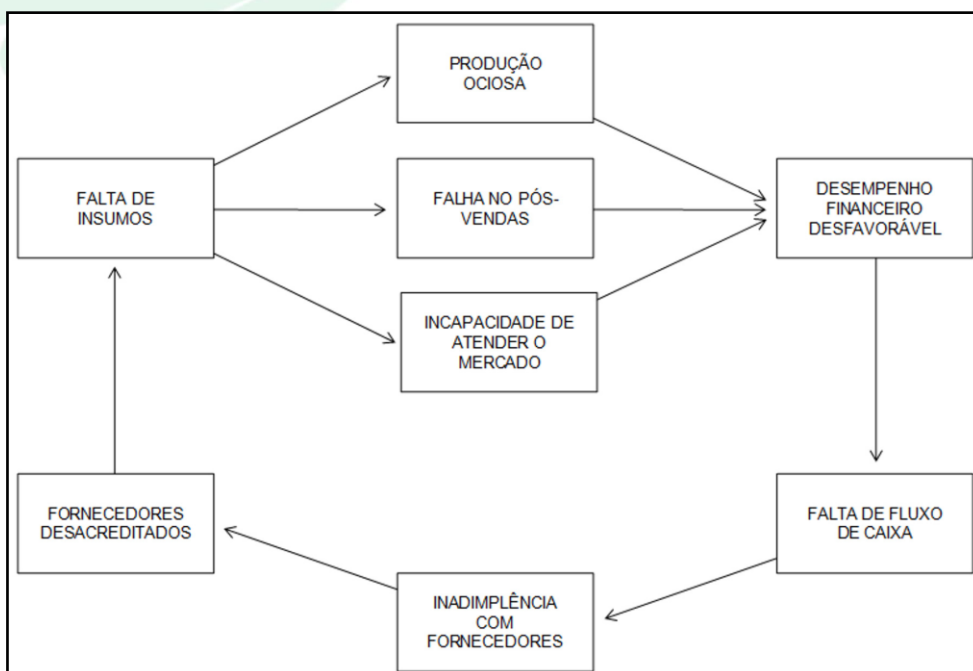 PRODUÇÃO
OCIOSA
FALTA DE
INSUMOS
FALHA NO PÓS-
VENDAS
DESEMPENHO
FINANCEIRO
DESFAVORÁVEL
INCAPACIDADE DE
ATENDER O
MERCADO
FORNECEDORES
DESACREDITADOS
FALTA DE FLUXO
DE CAIXA
INADIMPLÊNCIA
COM
FORNECEDORES